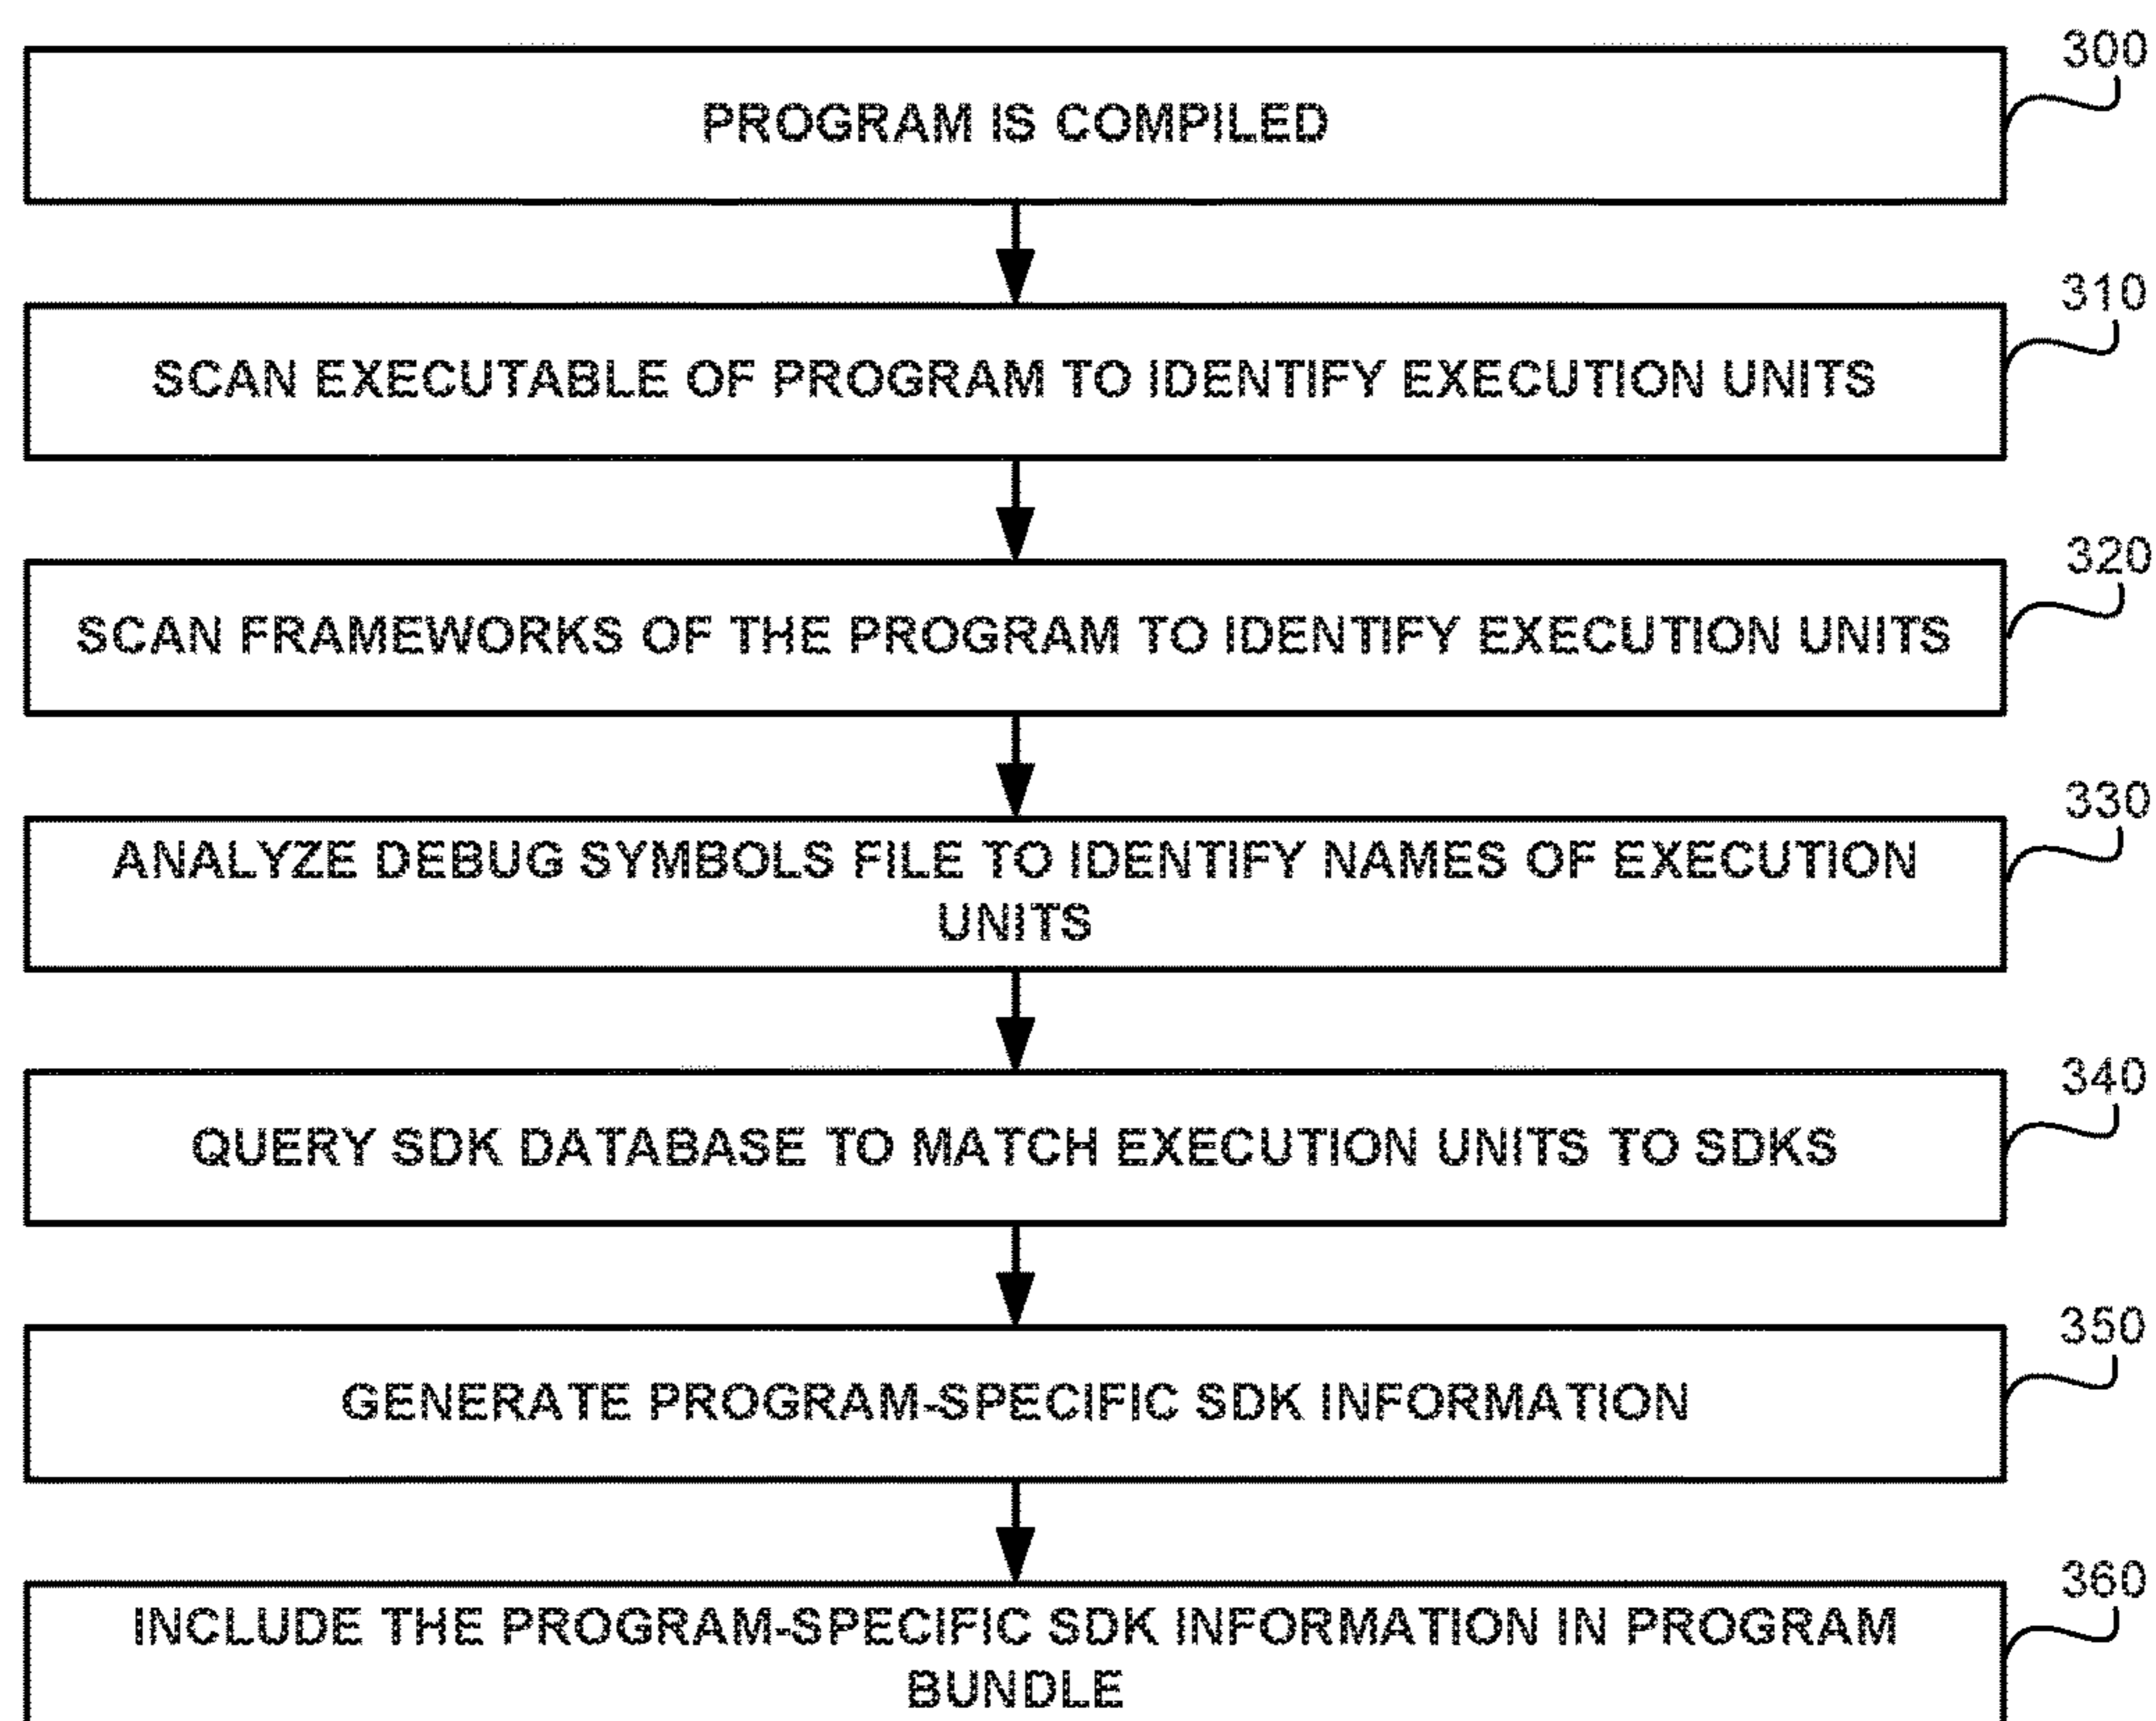 300
PROGRAM IS COMPILED
310
SCAN EXECUTABLE OF PROGRAM TO IDENTIFY EXECUTION UNITS
320
SCAN FRAMEWORKS OF THE PROGRAM TO IDENTIFY EXECUTION UNITS
330
ANALYZE DEBUG SYMBOLS FILE TO IDENTIFY NAMES OF EXECUTION
UNITS
340
QUERY SDK DATABASE TO MATCH EXECUTION UNITS TO SDKS
350
GENERATE PROGRAM-SPECIFIC SDK INFORMATION
360
INCLUDE THE PROGRAM-SPECIFIC SDK INFORMATION IN PROGRAM
BUNDLE